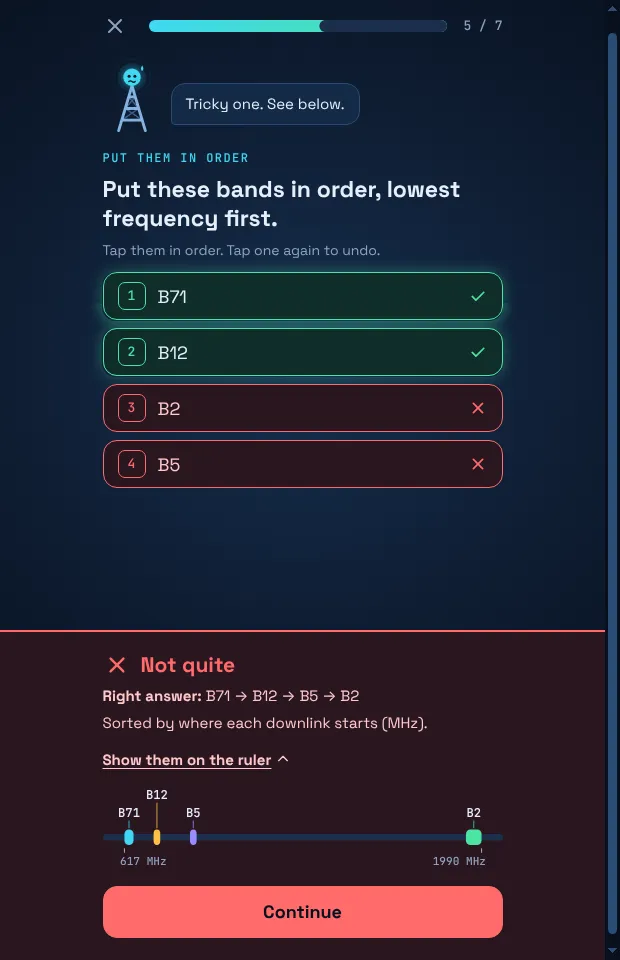 5 / 7
Tricky one. See below.
PUT THEM IN ORDER
Put these bands in order, lowest
frequency first.
Tap them in order. Tap one again to undo.
1 B71
2 B12
3 B2
4 B5
Not quite
Right answer: B71 → B12 → B5 → B2
Sorted by where each downlink starts (MHz).
Show them on the ruler
B12
B71 B5 B2
617 MHz 1990 MHz
Continue